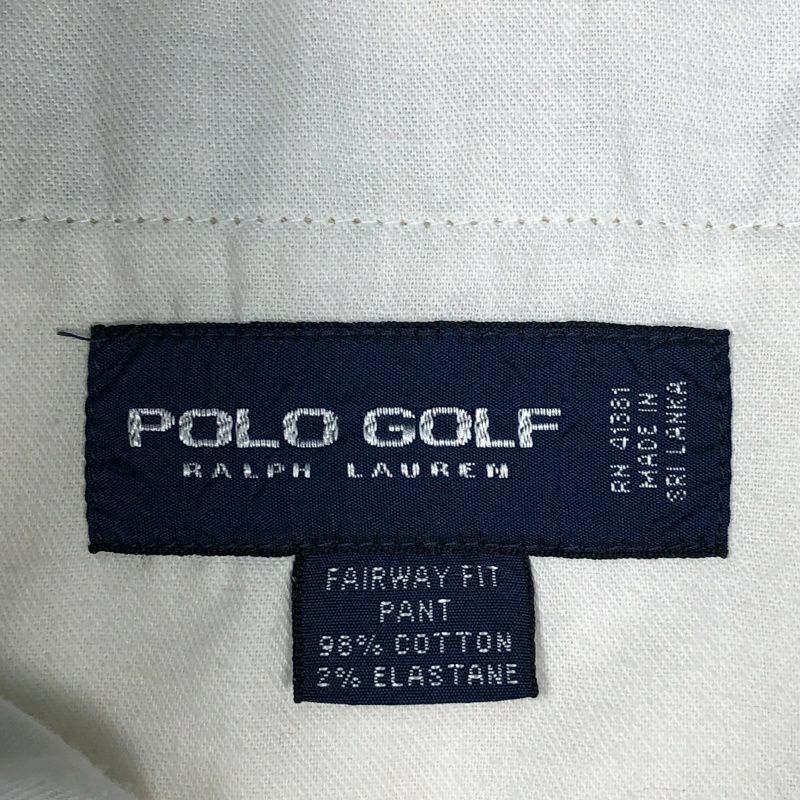 POLO GOLF
RALPH LAUREN
RN 41381
MADE IN
SRI LANKA
FAIRWAY FIT
PANT
98% COTTON
2% ELASTANE